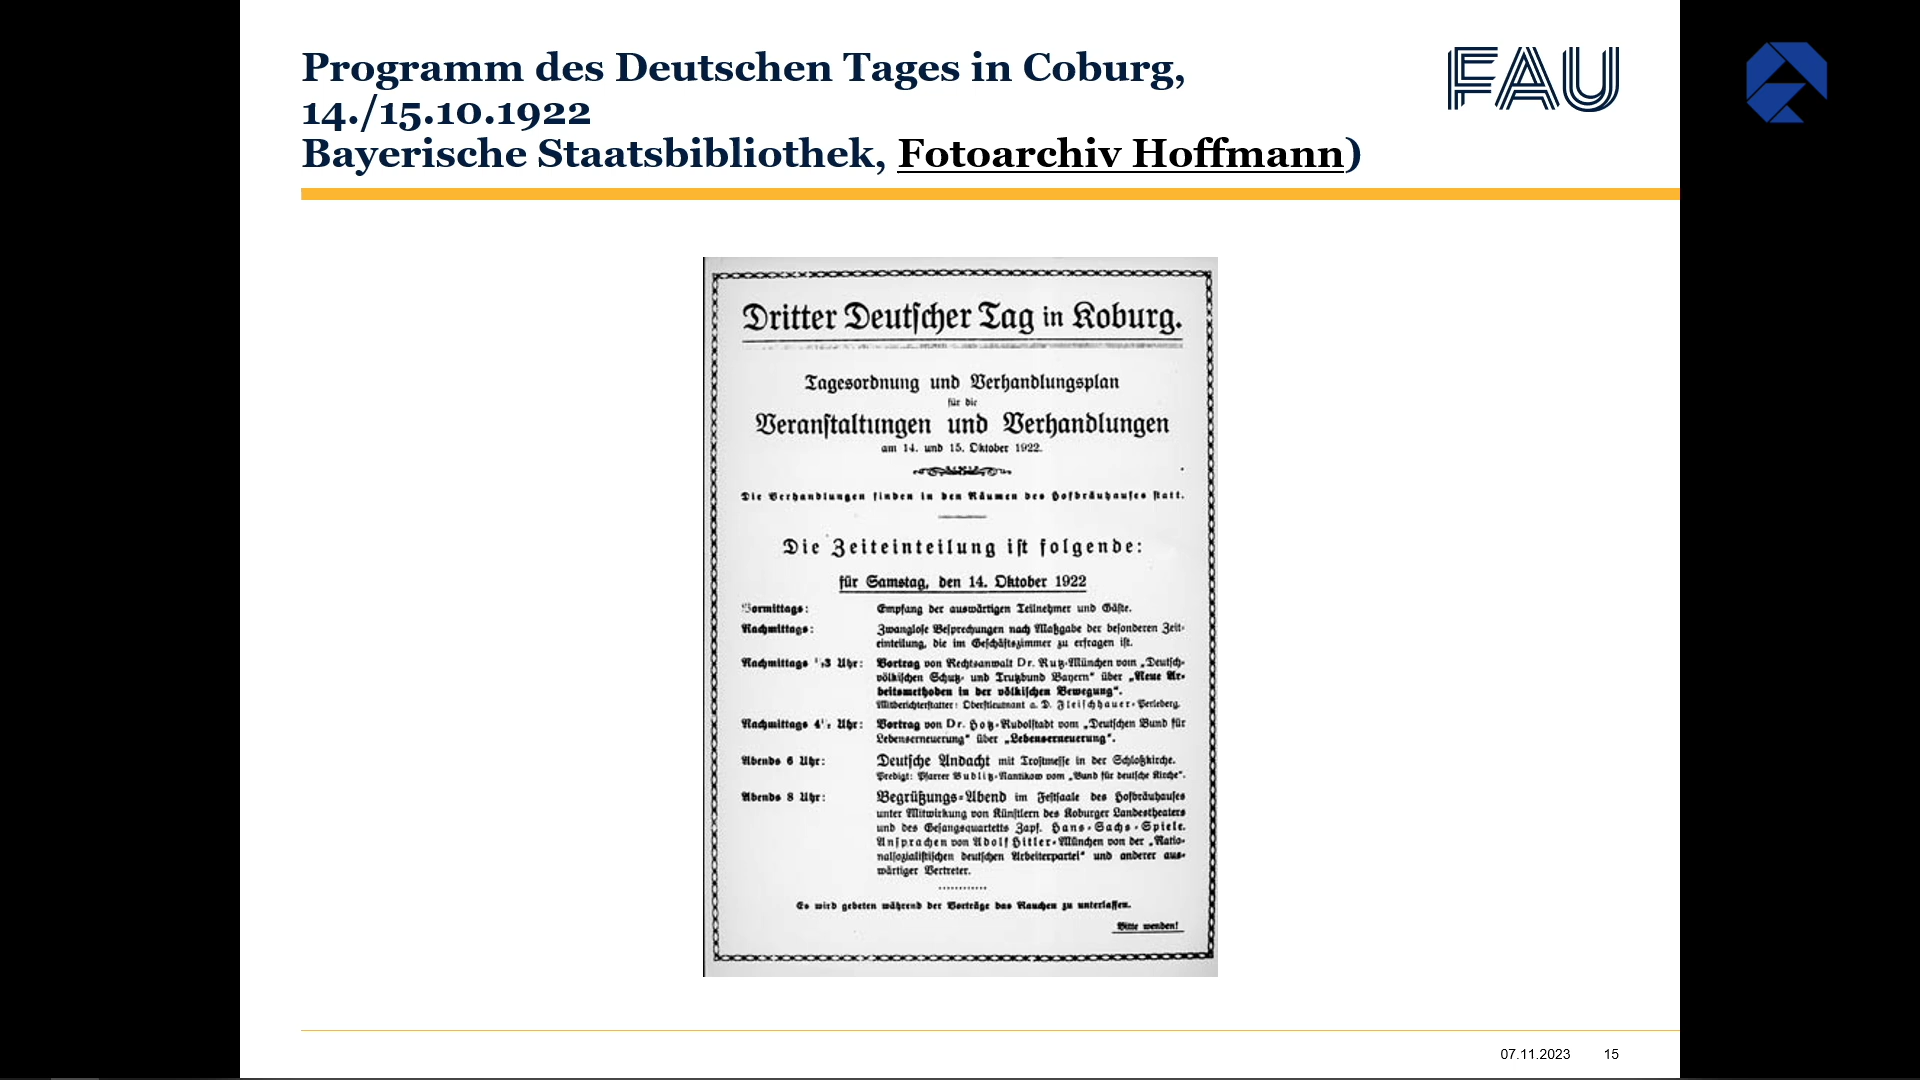 Programm des Deutschen Tages in Coburg,
14./15.10.1922
Bayerische Staatsbibliothek, Fotoarchiv Hoffmann)
FAU
Dritter Deutscher Tag in Koburg.
Tagesordnung und Verhandlungsplan
für die
Veranstaltungen und Verhandlungen
am 14. und 15. Oktober 1922.
Die Verhandlungen finden in den Räumen des Hofbräuhauses statt.
Die Zeiteinteilung ist folgende:
für Samstag, den 14. Oktober 1922
Vormittags: Empfang der auswärtigen Teilnehmer und Gäste.
Nachmittags: Zwanglose Besprechungen nach Maßgabe der besonderen Zeit-
einteilung, die im Geschäftszimmer zu erfragen ist.
Nachmittags ½3 Uhr: Vortrag von Rechtsanwalt Dr. Rutz-München vom „Deutsch-
völkischen Schutz- und Trutzbund Bayern“ über „Neue Ar-
beitsmethoden in der völkischen Bewegung“.
Mitberichterstatter: Oberstleutnant a. D. Fleischhauer-Perleberg.
Nachmittags 4½ Uhr: Vortrag von Dr. Hotz-Rudolstadt vom „Deutschen Bund für
Lebenserneuerung“ über „Lebenserneuerung“.
Abends 6 Uhr: Deutsche Andacht mit Trostmesse in der Schloßkirche.
Predigt: Pfarrer Bublitz-Nantikow vom „Bund für deutsche Kirche“.
Abends 8 Uhr: Begrüßungs-Abend im Festsaale des Hofbräuhauses
unter Mitwirkung von Künstlern des Koburger Landestheaters
und des Gesangsquartetts Zapf. Hans-Sachs-Spiele.
Ansprachen von Adolf Hitler-München von der „Natio-
nalsozialistischen deutschen Arbeiterpartei“ und anderer aus-
wärtiger Vertreter.
Es wird gebeten während der Vorträge das Rauchen zu unterlassen.
Bitte wenden!
07.11.2023 15